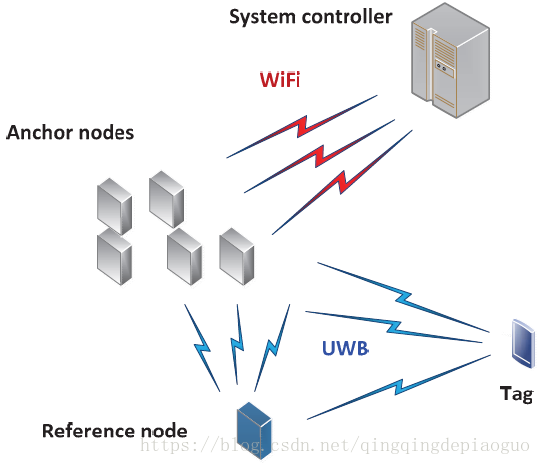 System controller
WiFi
Anchor nodes
UWB
Tag
Reference node
https://blog.csdn.net/qingqingdepiaoguo